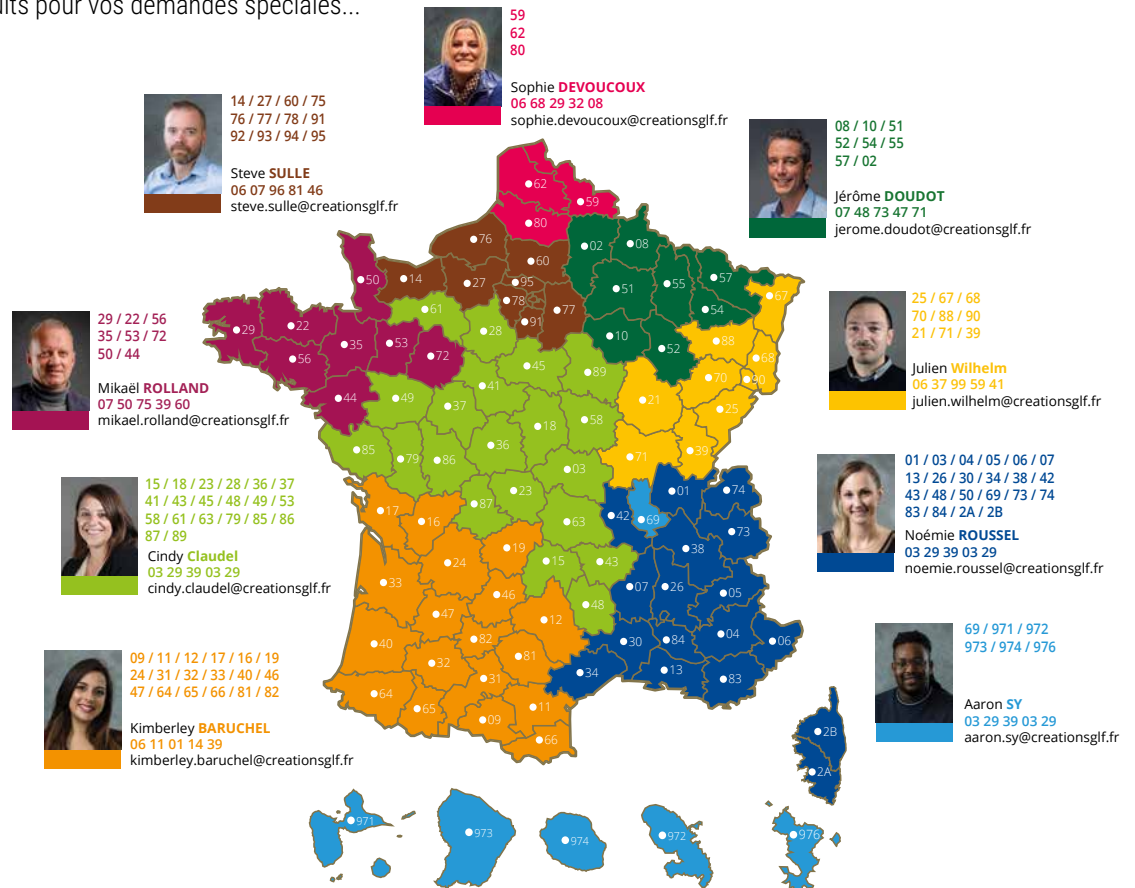 uits pour vos demandes spéciales...
59
62
80
Sophie DEVOUCOUX
06 68 29 32 08
sophie.devoucoux@creationsglf.fr
14 / 27 / 60 / 75
76 / 77 / 78 / 91
92 / 93 / 94 / 95
Steve SULLE
06 07 96 81 46
steve.sulle@creationsglf.fr
08 / 10 / 51
52 / 54 / 55
57 / 02
Jérôme DOUDOT
07 48 73 47 71
jerome.doudot@creationsglf.fr
29 / 22 / 56
35 / 53 / 72
50 / 44
Mikaël ROLLAND
07 50 75 39 60
mikael.rolland@creationsglf.fr
25 / 67 / 68
70 / 88 / 90
21 / 71 / 39
Julien Wilhelm
06 37 99 59 41
julien.wilhelm@creationsglf.fr
15 / 18 / 23 / 28 / 36 / 37
41 / 43 / 45 / 48 / 49 / 53
58 / 61 / 63 / 79 / 85 / 86
87 / 89
Cindy Claudel
03 29 39 03 29
cindy.claudel@creationsglf.fr
01 / 03 / 04 / 05 / 06 / 07
13 / 26 / 30 / 34 / 38 / 42
43 / 48 / 50 / 69 / 73 / 74
83 / 84 / 2A / 2B
Noémie ROUSSEL
03 29 39 03 29
noemie.roussel@creationsglf.fr
09 / 11 / 12 / 17 / 16 / 19
24 / 31 / 32 / 33 / 40 / 46
47 / 64 / 65 / 66 / 81 / 82
Kimberley BARUCHEL
06 11 01 14 39
kimberley.baruchel@creationsglf.fr
69 / 971 / 972
973 / 974 / 976
Aaron SY
03 29 39 03 29
aaron.sy@creationsglf.fr
62
59
80
76
02
08
60
50
14
27
95
55
57
51
67
78
61
77
54
91
29
22
28
10
88
35
53
52
56
72
68
45
89
70
90
41
44
49
21
37
25
58
18
36
39
85
79
86
71
03
23
01
74
87
17
42
16
63
69
73
19
38
15
43
24
33
07
26
05
46
48
47
12
82
30
84
04
06
40
81
32
34
13
31
83
64
65
11
09
2B
66
2A
971
973
974
972
976